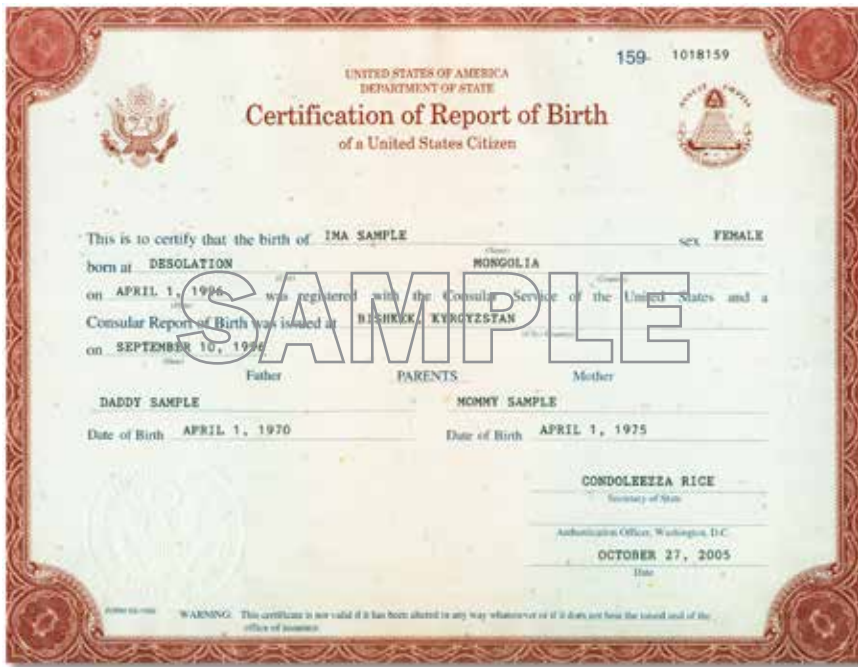 159- 1018159
UNITED STATES OF AMERICA
DEPARTMENT OF STATE
Certification of Report of Birth
of a United States Citizen
This is to certify that the birth of IMA SAMPLE sex FEMALE
(Name)
born at DESOLATION MONGOLIA
(City) (Country)
on APRIL 1, 1996 was registered with the Consular Service of the United States and a
(Date)
Consular Report of Birth was issued at BISHKEK, KYRGYZSTAN
on SEPTEMBER 10, 1996
(Date)
SAMPLE
Father PARENTS Mother
DADDY SAMPLE MOMMY SAMPLE
Date of Birth APRIL 1, 1970 Date of Birth APRIL 1, 1975
CONDOLEEZZA RICE
Secretary of State
Authentication Officer, Washington, D.C.
OCTOBER 27, 2005
Date
WARNING: This certificate is not valid if it has been altered in any way whatsoever or if it does not bear the raised seal of the
office of issuance.